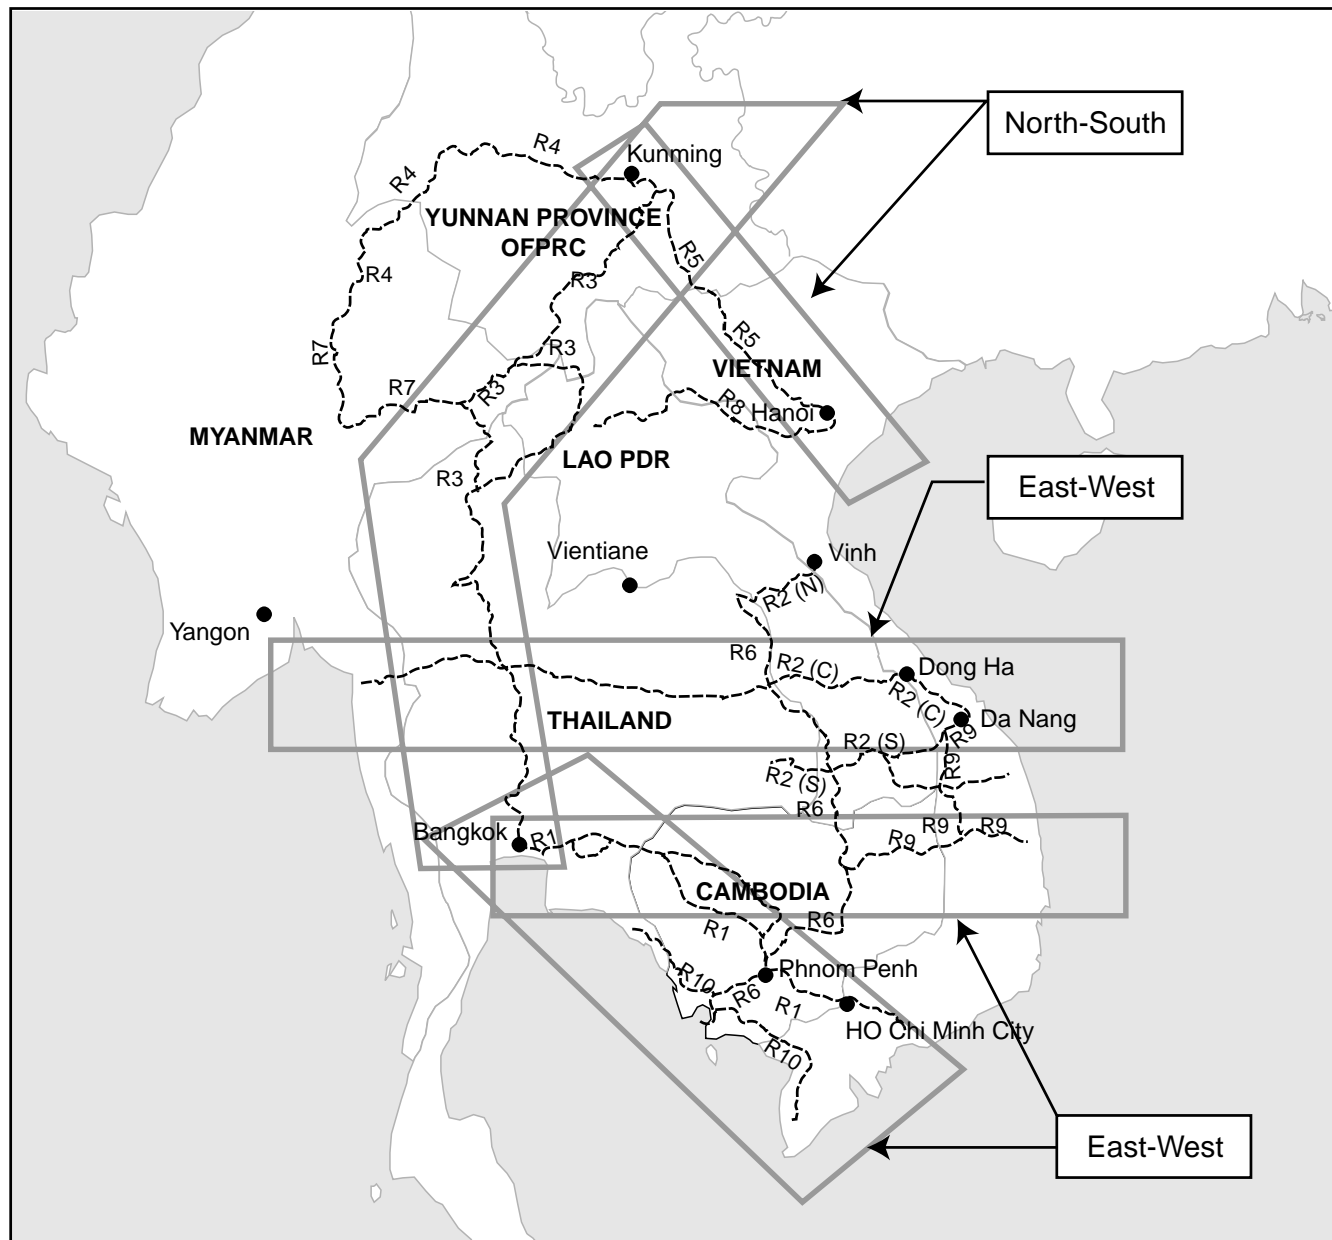 North-South
R4
Kunming
R4
YUNNAN PROVINCE
OFPRC
R5
R4
R3
R5
R7
R3
VIETNAM
R7
R3
R8
Hanoi
MYANMAR
LAO PDR
R3
East-West
Vientiane
Vinh
R2 (N)
Yangon
R6
R2 (C)
Dong Ha
R2 (C)
THAILAND
Da Nang
R2 (S)
R9
R9
R2 (S)
R6
Bangkok
R1
R9
R9
R9
CAMBODIA
R1
R6
R10
Phnom Penh
R6
R1
HO Chi Minh City
R10
East-West